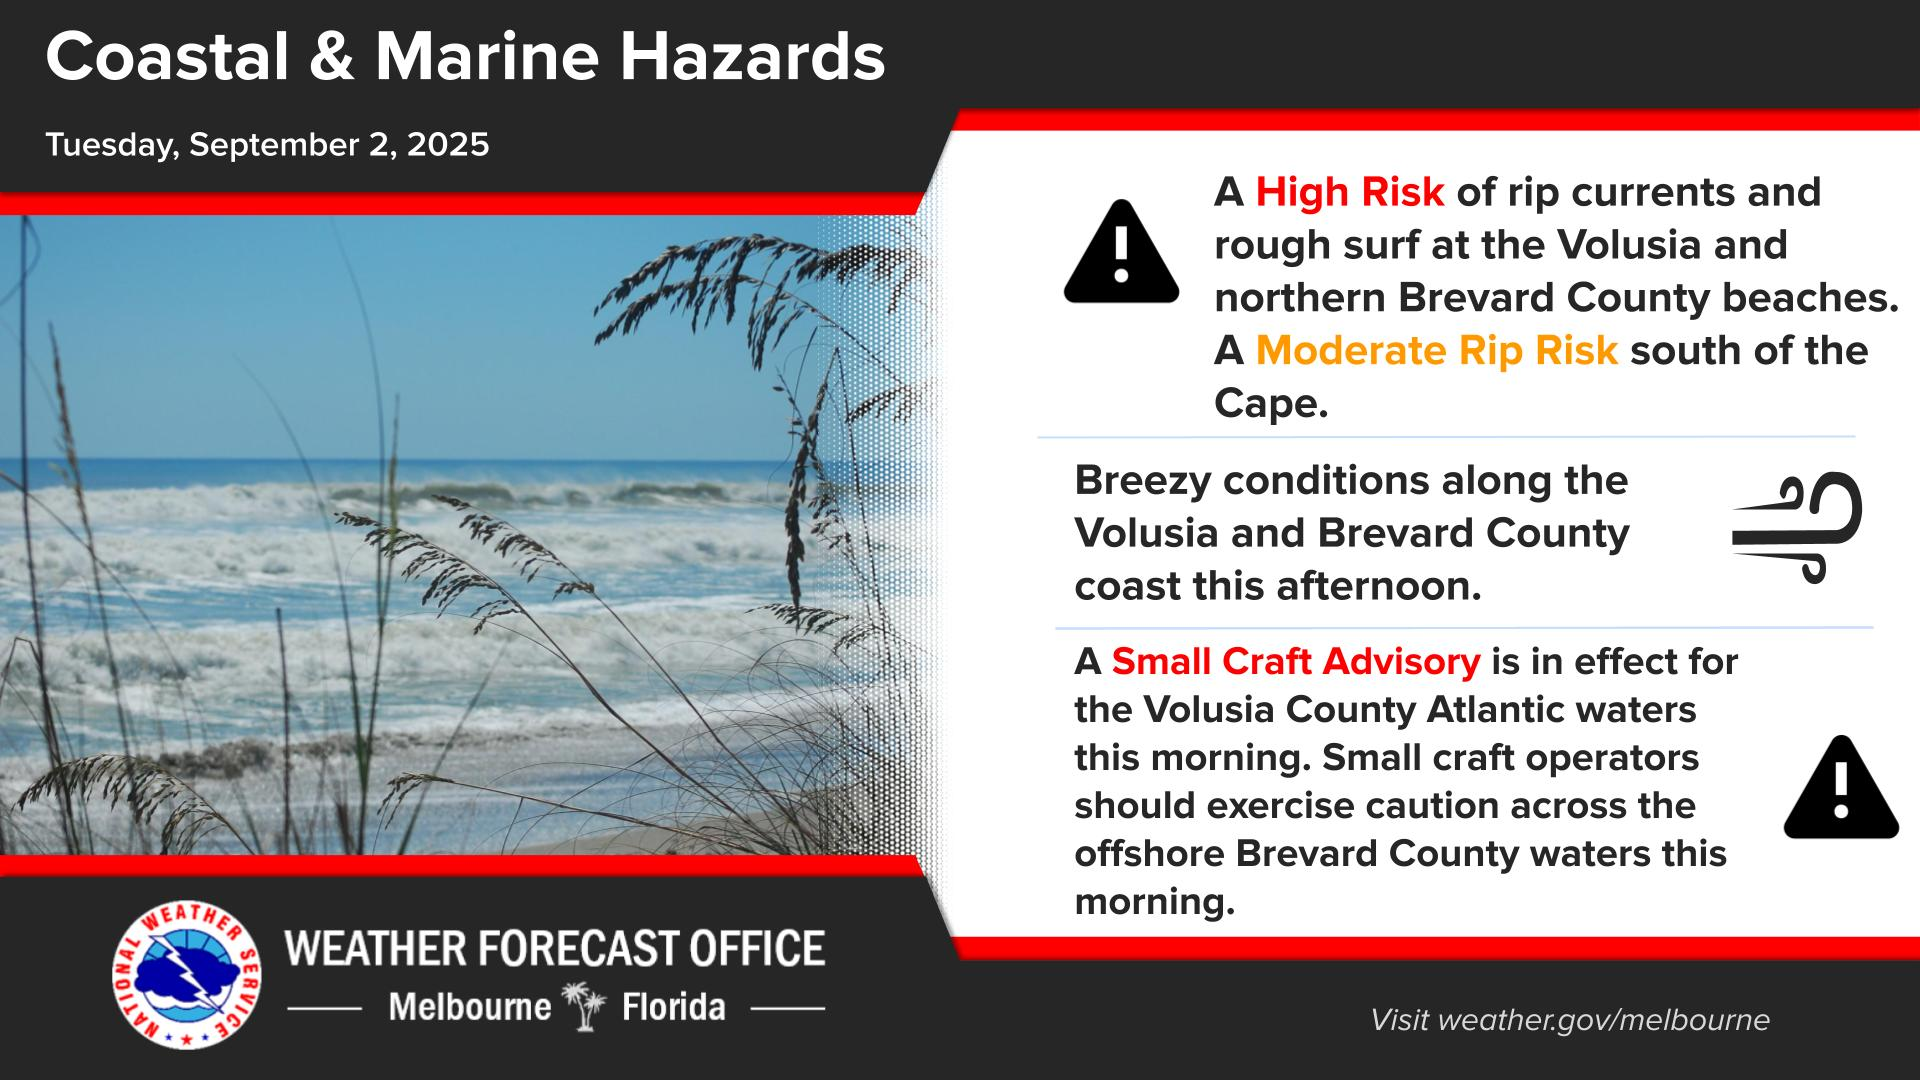 Coastal & Marine Hazards
Tuesday, September 2, 2025
A High Risk of rip currents and
rough surf at the Volusia and
northern Brevard County beaches.
A Moderate Rip Risk south of the
Cape.
Breezy conditions along the
Volusia and Brevard County
coast this afternoon.
A Small Craft Advisory is in effect for
the Volusia County Atlantic waters
this morning. Small craft operators
should exercise caution across the
offshore Brevard County waters this
morning.
NATIONAL WEATHER SERVICE
WEATHER FORECAST OFFICE
Melbourne Florida
Visit weather.gov/melbourne